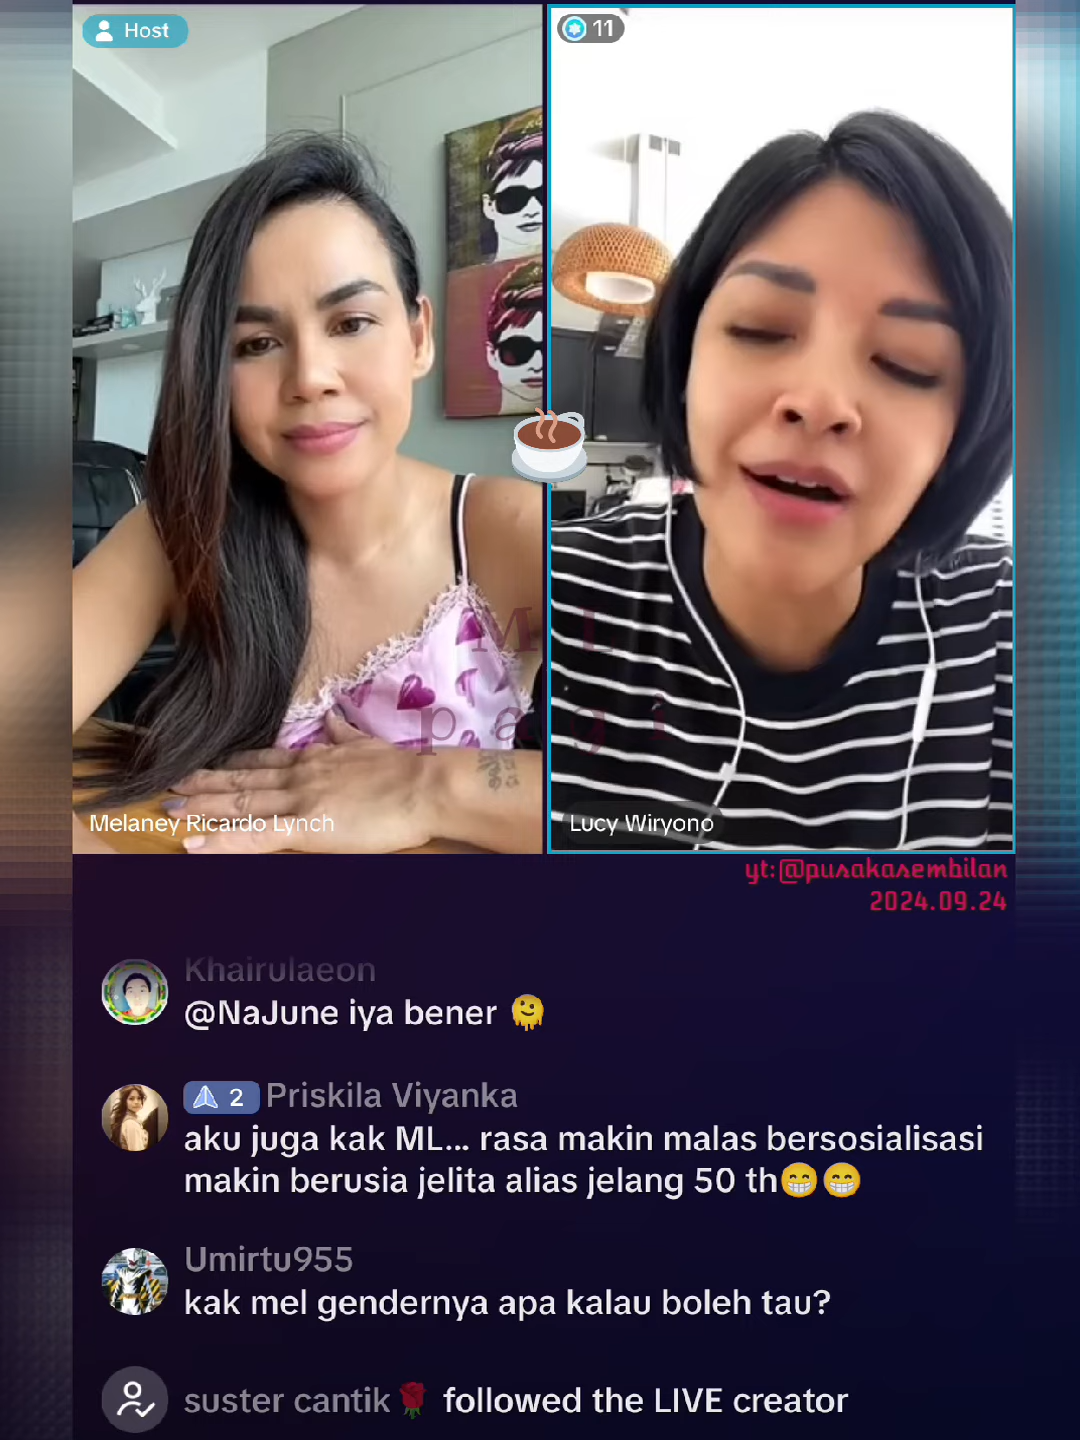 Host
11
M L
pagi
Melaney Ricardo Lynch
Lucy Wiryono
yt:@pusakasembilan
2024.09.24
Khairulaeon
@NaJune iya bener 🫠
2 Priskila Viyanka
aku juga kak ML... rasa makin malas bersosialisasi
makin berusia jelita alias jelang 50 th😁😁
Umirtu955
kak mel gendernya apa kalau boleh tau?
suster cantik🌹 followed the LIVE creator